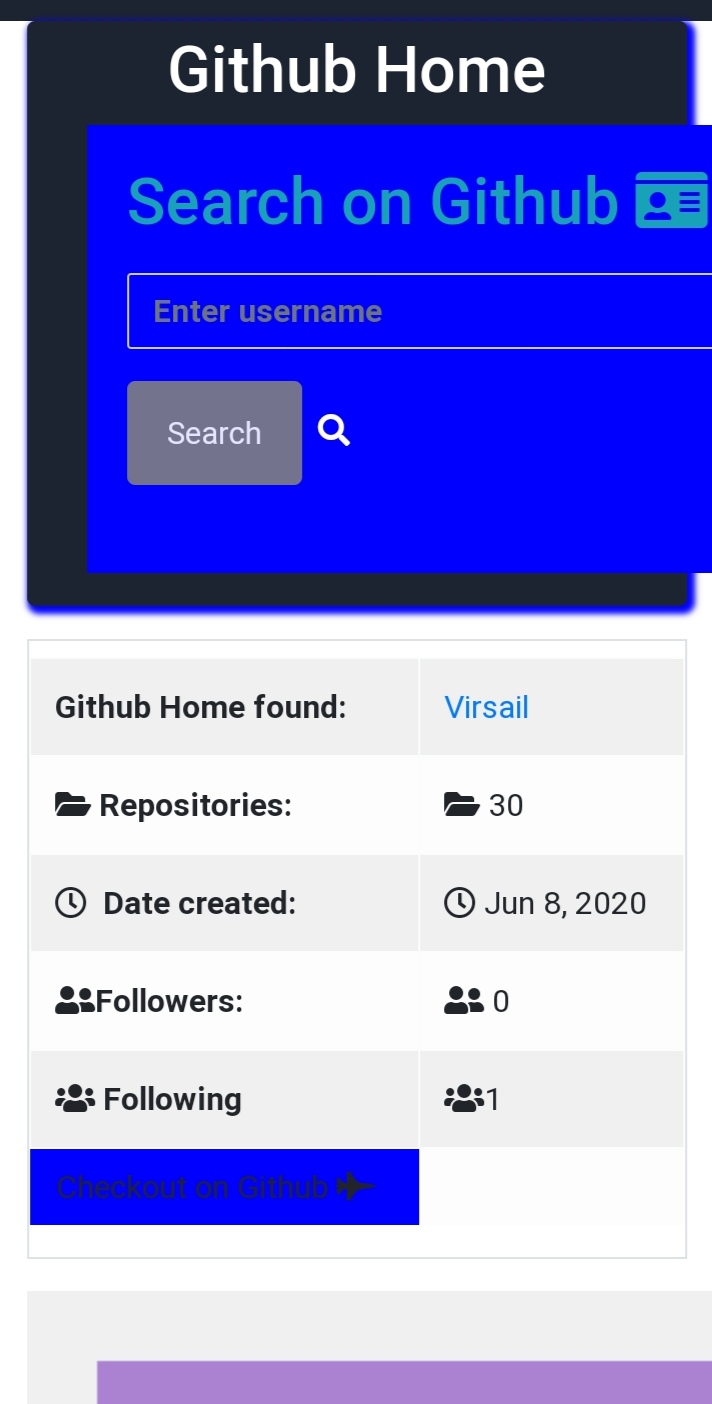 Github Home
Search on Github
Enter username
Search
Github Home found: Virsail
Repositories: 30
Date created: Jun 8, 2020
Followers: 0
Following 1
Checkout on Github